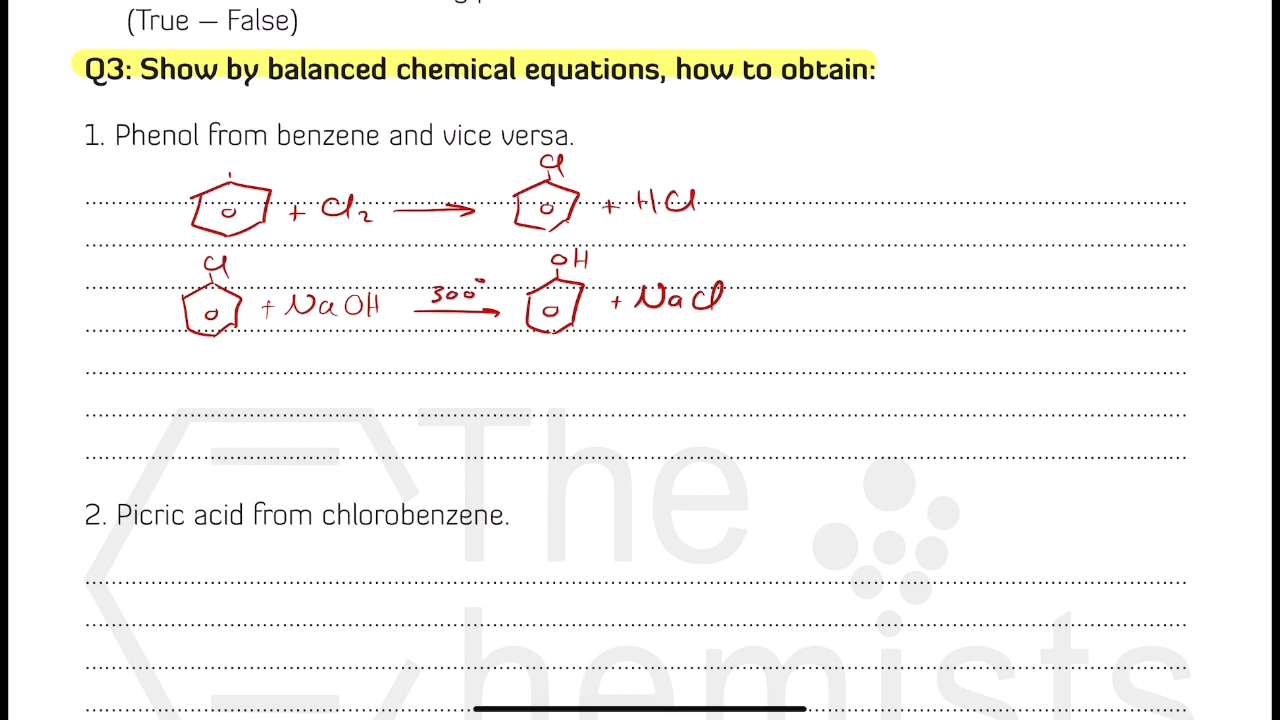 (True – False)
Q3: Show by balanced chemical equations, how to obtain:
1. Phenol from benzene and vice versa.
Cl
+ Cl₂ ⟶ + HCl
Cl OH
+ NaOH 300° ⟶ + NaCl
2. Picric acid from chlorobenzene.
The
hemists